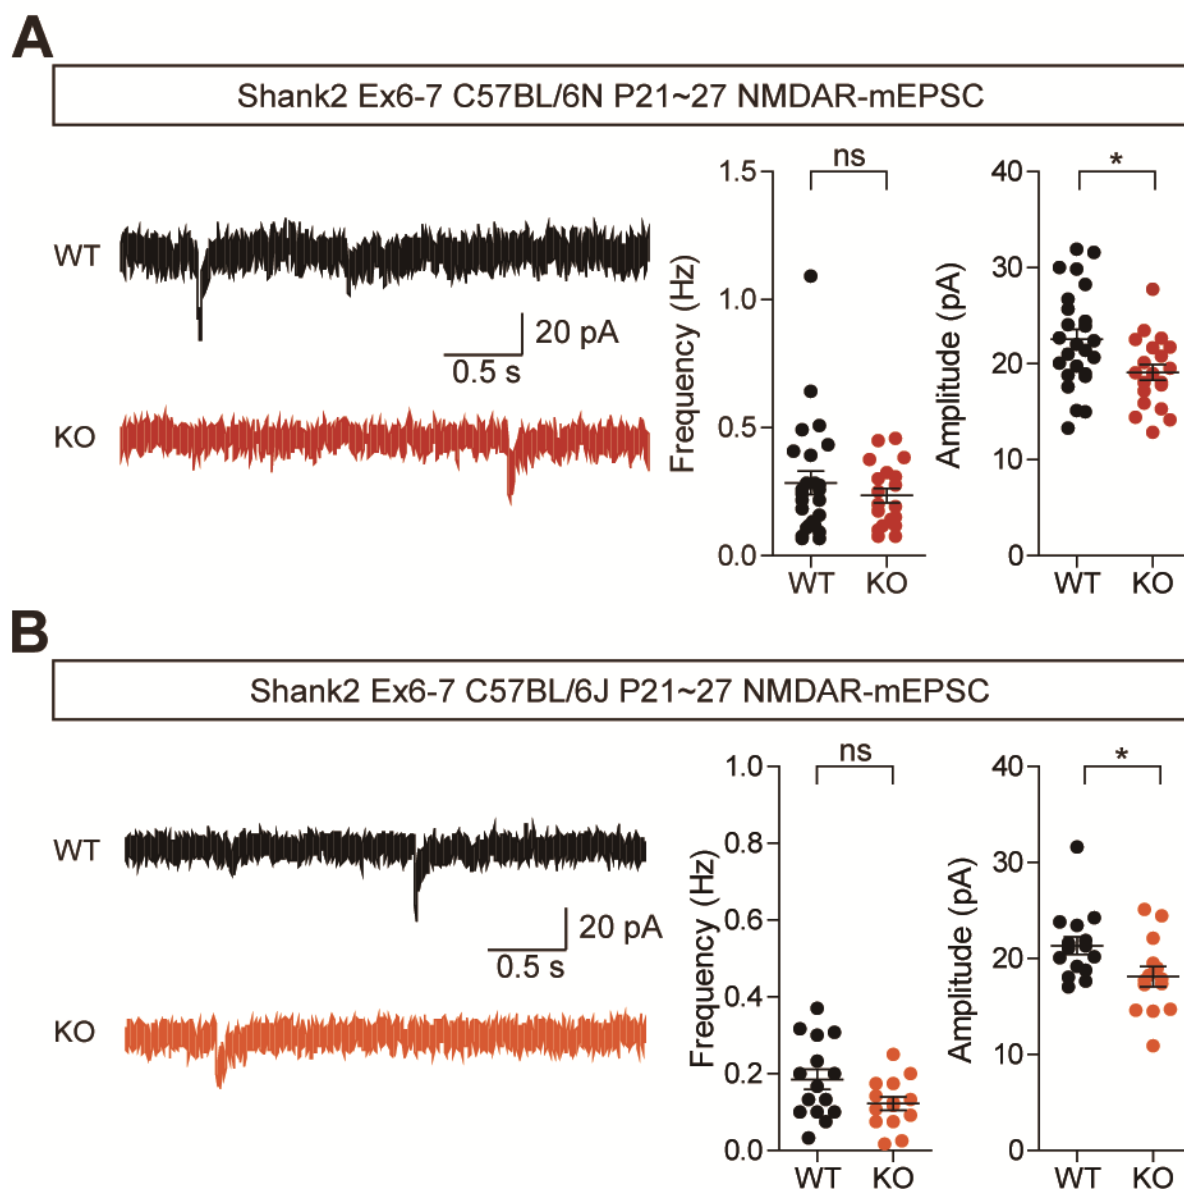 A
Shank2 Ex6-7 C57BL/6N P21~27 NMDAR-mEPSC
WT
20 pA
0.5 s
KO
Frequency (Hz)
1.5
1.0
0.5
0.0
ns
WT KO
Amplitude (pA)
40
30
20
10
0
*
WT KO
B
Shank2 Ex6-7 C57BL/6J P21~27 NMDAR-mEPSC
WT
20 pA
0.5 s
KO
Frequency (Hz)
1.0
0.8
0.6
0.4
0.2
0.0
ns
WT KO
Amplitude (pA)
40
30
20
10
0
*
WT KO